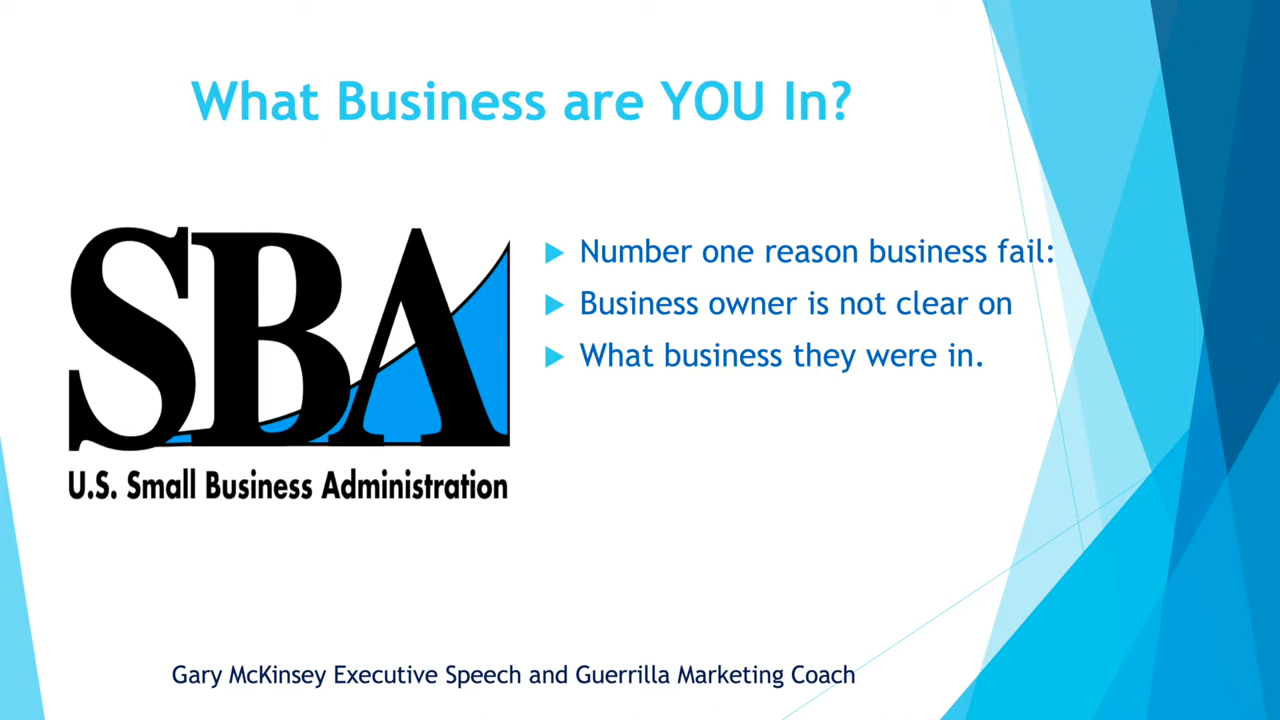 What Business are YOU In?
SBA
U.S. Small Business Administration
Number one reason business fail:
Business owner is not clear on
What business they were in.
Gary McKinsey Executive Speech and Guerrilla Marketing Coach